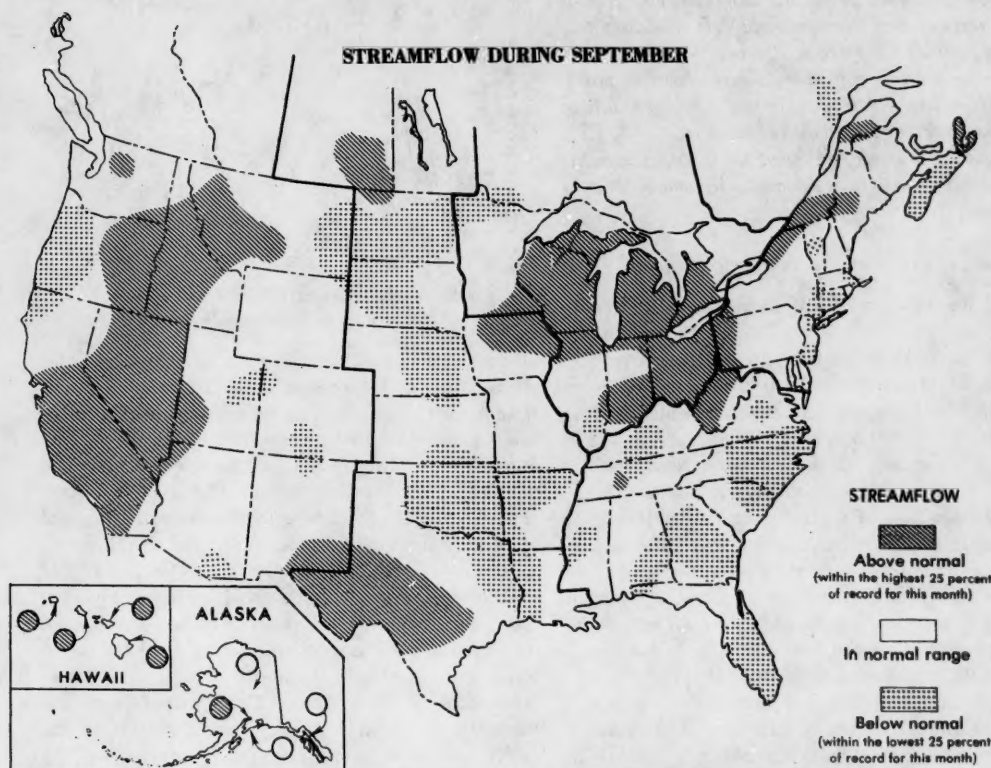 STREAMFLOW DURING SEPTEMBER
STREAMFLOW
Above normal
(within the highest 25 percent
of record for this month)
In normal range
Below normal
(within the lowest 25 percent
of record for this month)
ALASKA
HAWAII